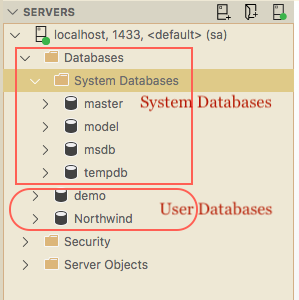 SERVERS
localhost, 1433, <default> (sa)
Databases
System Databases
master
System Databases
model
msdb
tempdb
demo
User Databases
Northwind
Security
Server Objects